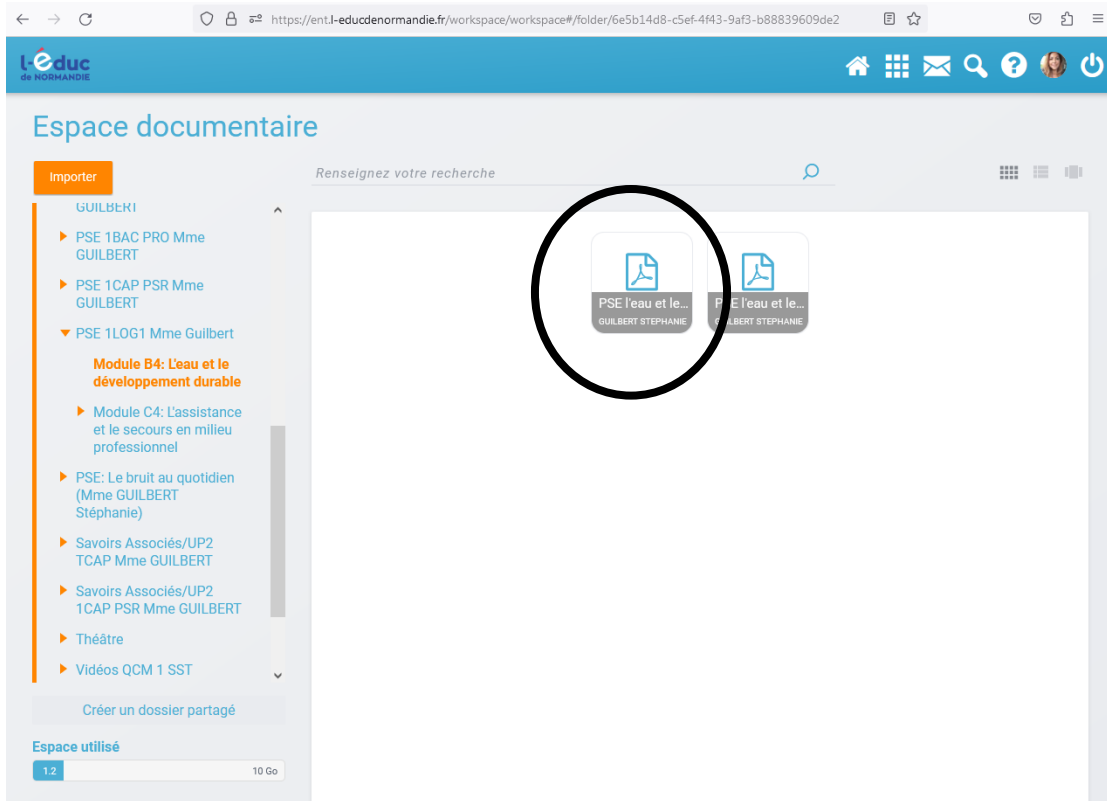 https://ent.l-educdenormandie.fr/workspace/workspace#/folder/6e5b14d8-c5ef-4f43-9af3-b88839609de2
l-éduc
de NORMANDIE
Espace documentaire
Importer
Renseignez votre recherche
GUILBERT
PSE 1BAC PRO Mme
GUILBERT
PSE 1CAP PSR Mme
GUILBERT
PSE 1LOG1 Mme Guilbert
Module B4: L'eau et le
développement durable
Module C4: L'assistance
et le secours en milieu
professionnel
PSE: Le bruit au quotidien
(Mme GUILBERT
Stéphanie)
Savoirs Associés/UP2
TCAP Mme GUILBERT
Savoirs Associés/UP2
1CAP PSR Mme GUILBERT
Théâtre
Vidéos QCM 1 SST
Créer un dossier partagé
Espace utilisé
1.2 10 Go
PSE l'eau et le...
GUILBERT STEPHANIE
PSE l'eau et le...
GUILBERT STEPHANIE